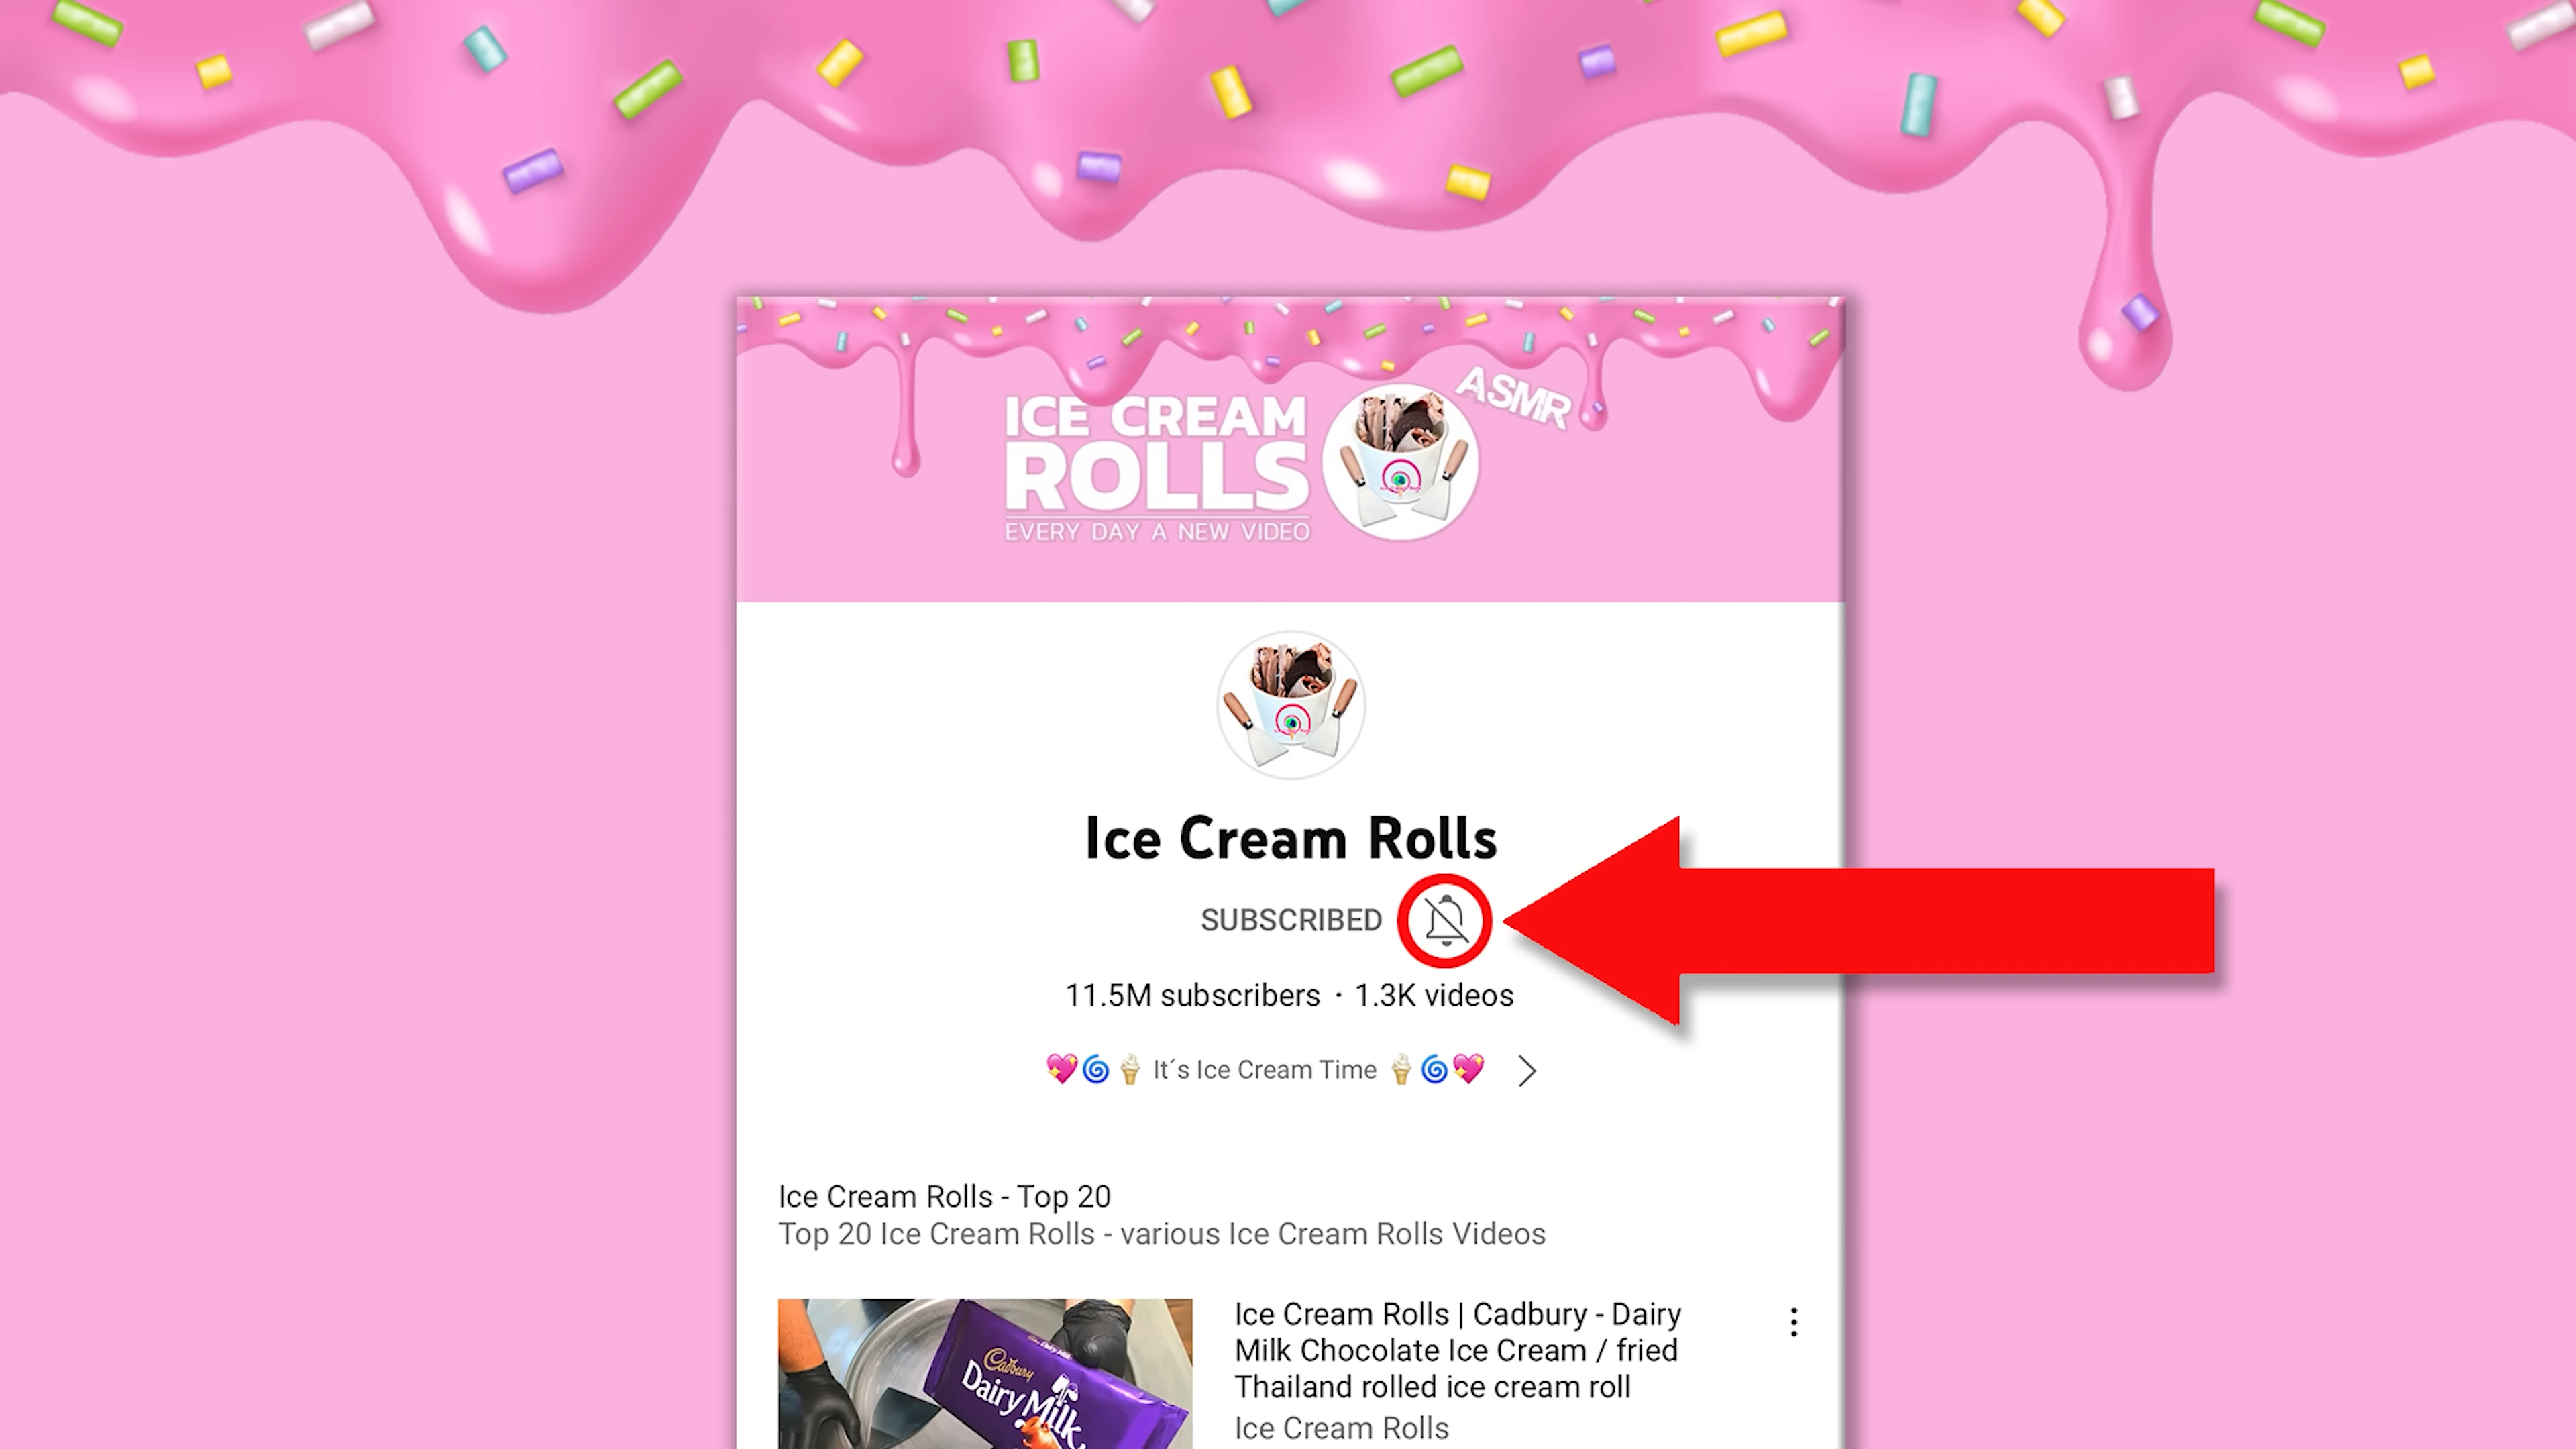 ICE CREAM
ROLLS
EVERY DAY A NEW VIDEO
ASMR
Ice Cream Rolls
SUBSCRIBED
11.5M subscribers · 1.3K videos
💖🌀🍦 It´s Ice Cream Time 🍦🌀💖
Ice Cream Rolls - Top 20
Top 20 Ice Cream Rolls - various Ice Cream Rolls Videos
Cadbury
Dairy Milk
Ice Cream Rolls | Cadbury - Dairy
Milk Chocolate Ice Cream / fried
Thailand rolled ice cream roll
Ice Cream Rolls